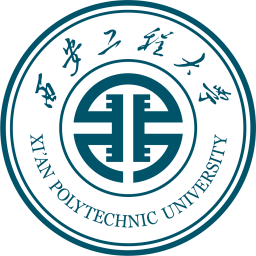 西安工程大学
XI'AN POLYTECHNIC UNIVERSITY